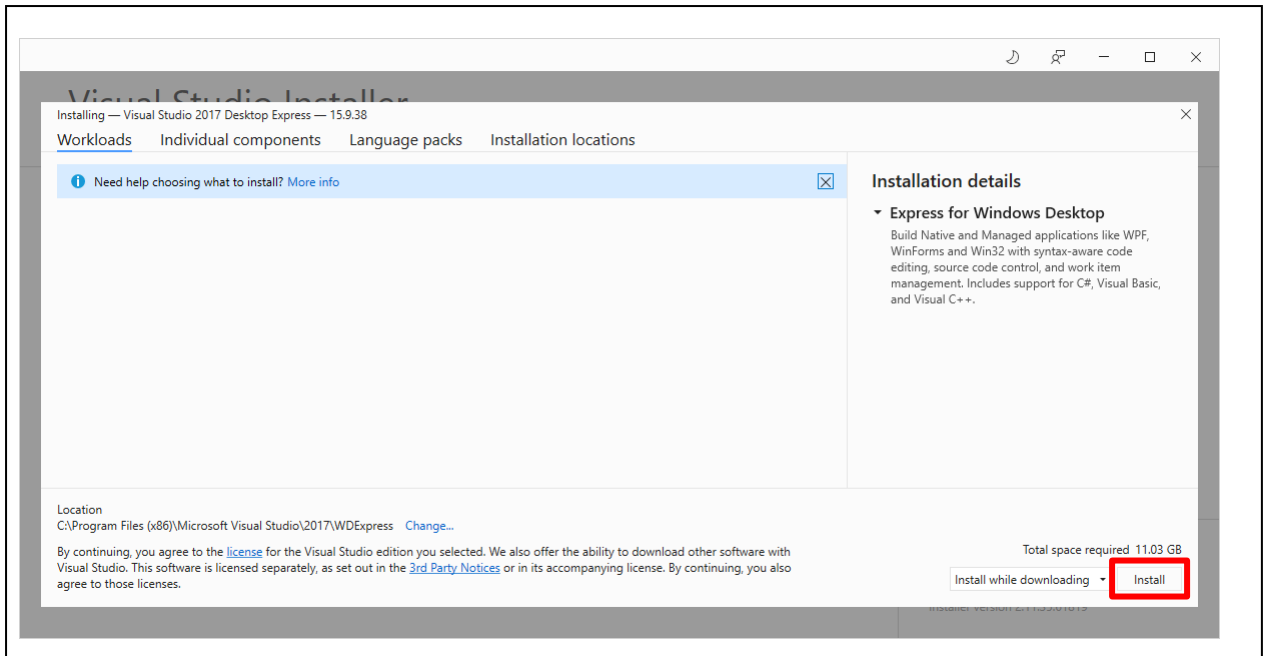 Visual Studio Installer
Installing — Visual Studio 2017 Desktop Express — 15.9.38
Workloads Individual components Language packs Installation locations
Need help choosing what to install? More info
Installation details
Express for Windows Desktop
Build Native and Managed applications like WPF,
WinForms and Win32 with syntax-aware code
editing, source code control, and work item
management. Includes support for C#, Visual Basic,
and Visual C++.
Location
C:\Program Files (x86)\Microsoft Visual Studio\2017\WDExpress Change...
By continuing, you agree to the license for the Visual Studio edition you selected. We also offer the ability to download other software with
Visual Studio. This software is licensed separately, as set out in the 3rd Party Notices or in its accompanying license. By continuing, you also
agree to those licenses.
Total space required 11.03 GB
Install while downloading Install
Installer version